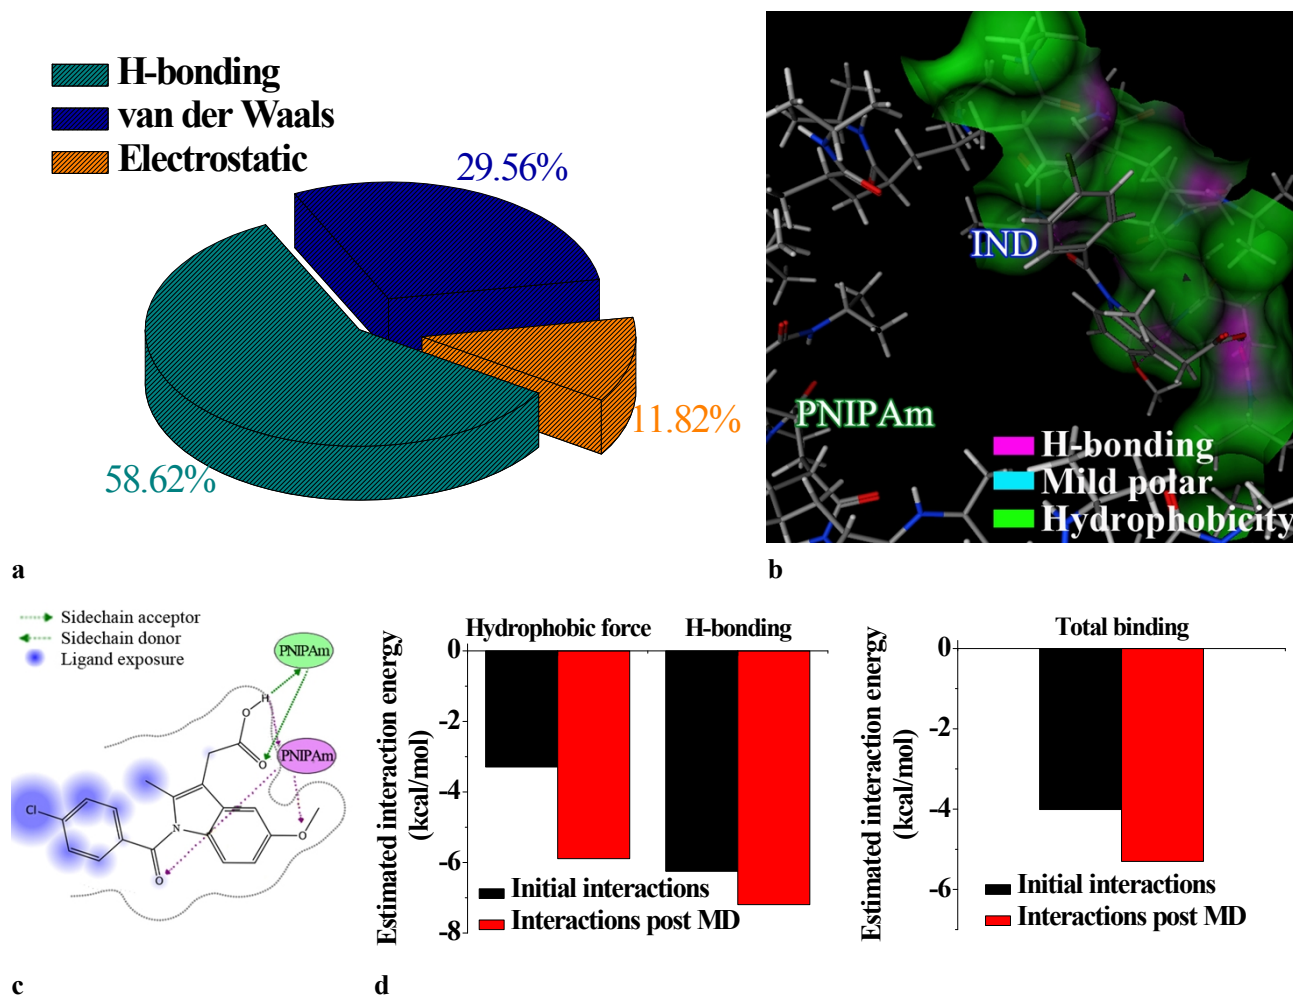 H-bonding
van der Waals
Electrostatic
29.56%
11.82%
58.62%
a
IND
PNIPAm
H-bonding
Mild polar
Hydrophobicity
b
Sidechain acceptor
Sidechain donor
Ligand exposure
PNIPAm
H
O
O
PNIPAm
Cl
N
O
O
c
Estimated interaction energy
(kcal/mol)
Hydrophobic force
H-bonding
0
-2
-4
-6
-8
Initial interactions
Interactions post MD
d
Estimated interaction energy
(kcal/mol)
Total binding
0
-2
-4
-6
Initial interactions
Interactions post MD